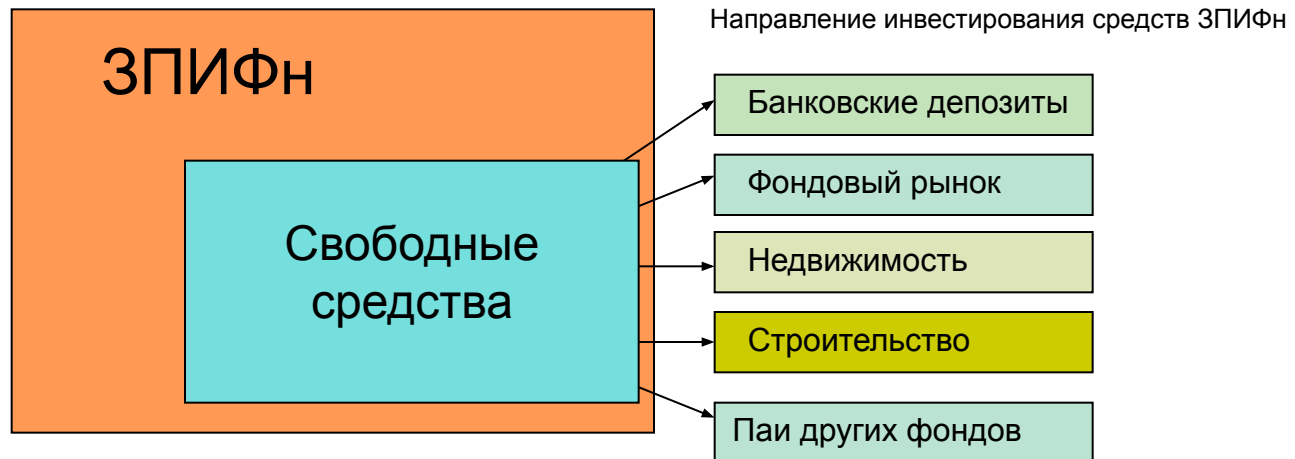 Направление инвестирования средств ЗПИФн
ЗПИФн
Свободные
средства
Банковские депозиты
Фондовый рынок
Недвижимость
Строительство
Паи других фондов